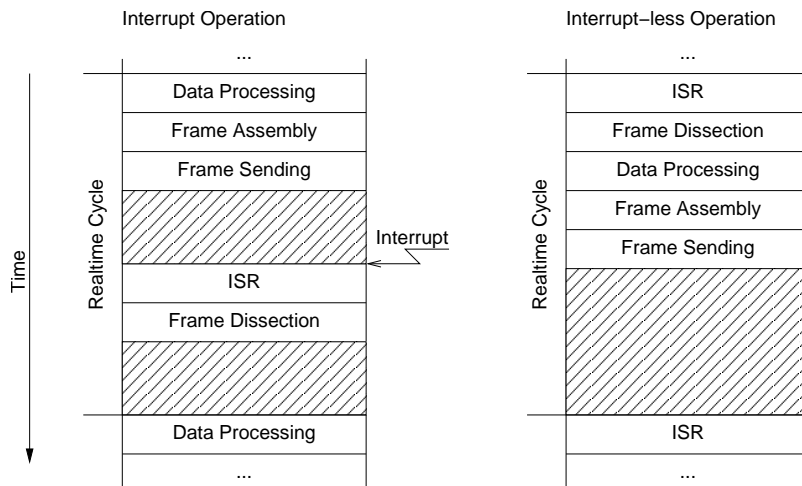 Interrupt Operation
...
Data Processing
Frame Assembly
Frame Sending
Interrupt
ISR
Frame Dissection
Data Processing
...
Realtime Cycle
Time
Interrupt−less Operation
...
ISR
Frame Dissection
Data Processing
Frame Assembly
Frame Sending
ISR
...
Realtime Cycle